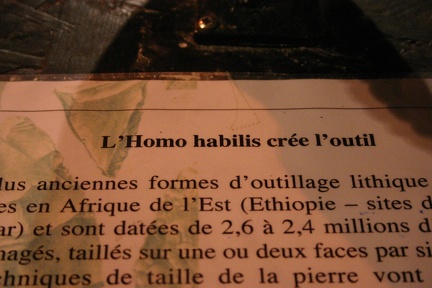 L'Homo habilis crée l'outil
lus anciennes formes d'outillage lithique
es en Afrique de l'Est (Ethiopie – sites d
ar) et sont datées de 2,6 à 2,4 millions d
nagés, taillés sur une ou deux faces par si
chniques de taille de la pierre vont